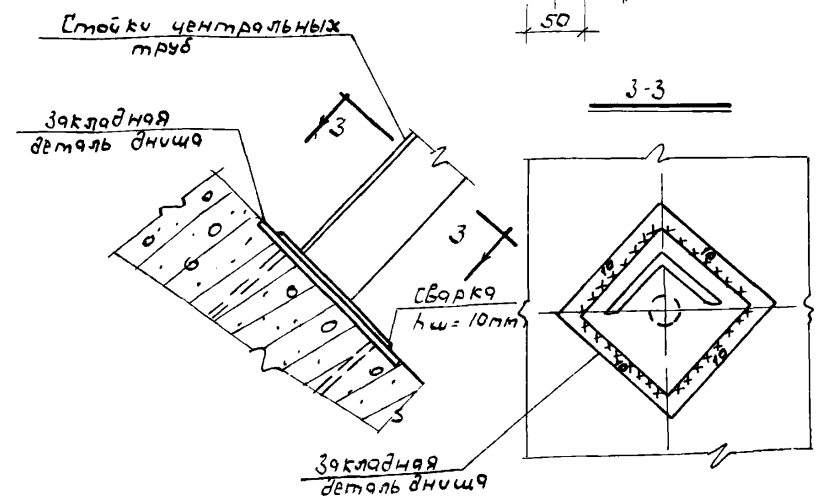 Стойки центральных
труб
50
3-3
Закладная
деталь днища
3
3
Сварка
hш=10мм
10
10
10
10
Закладная
деталь днища